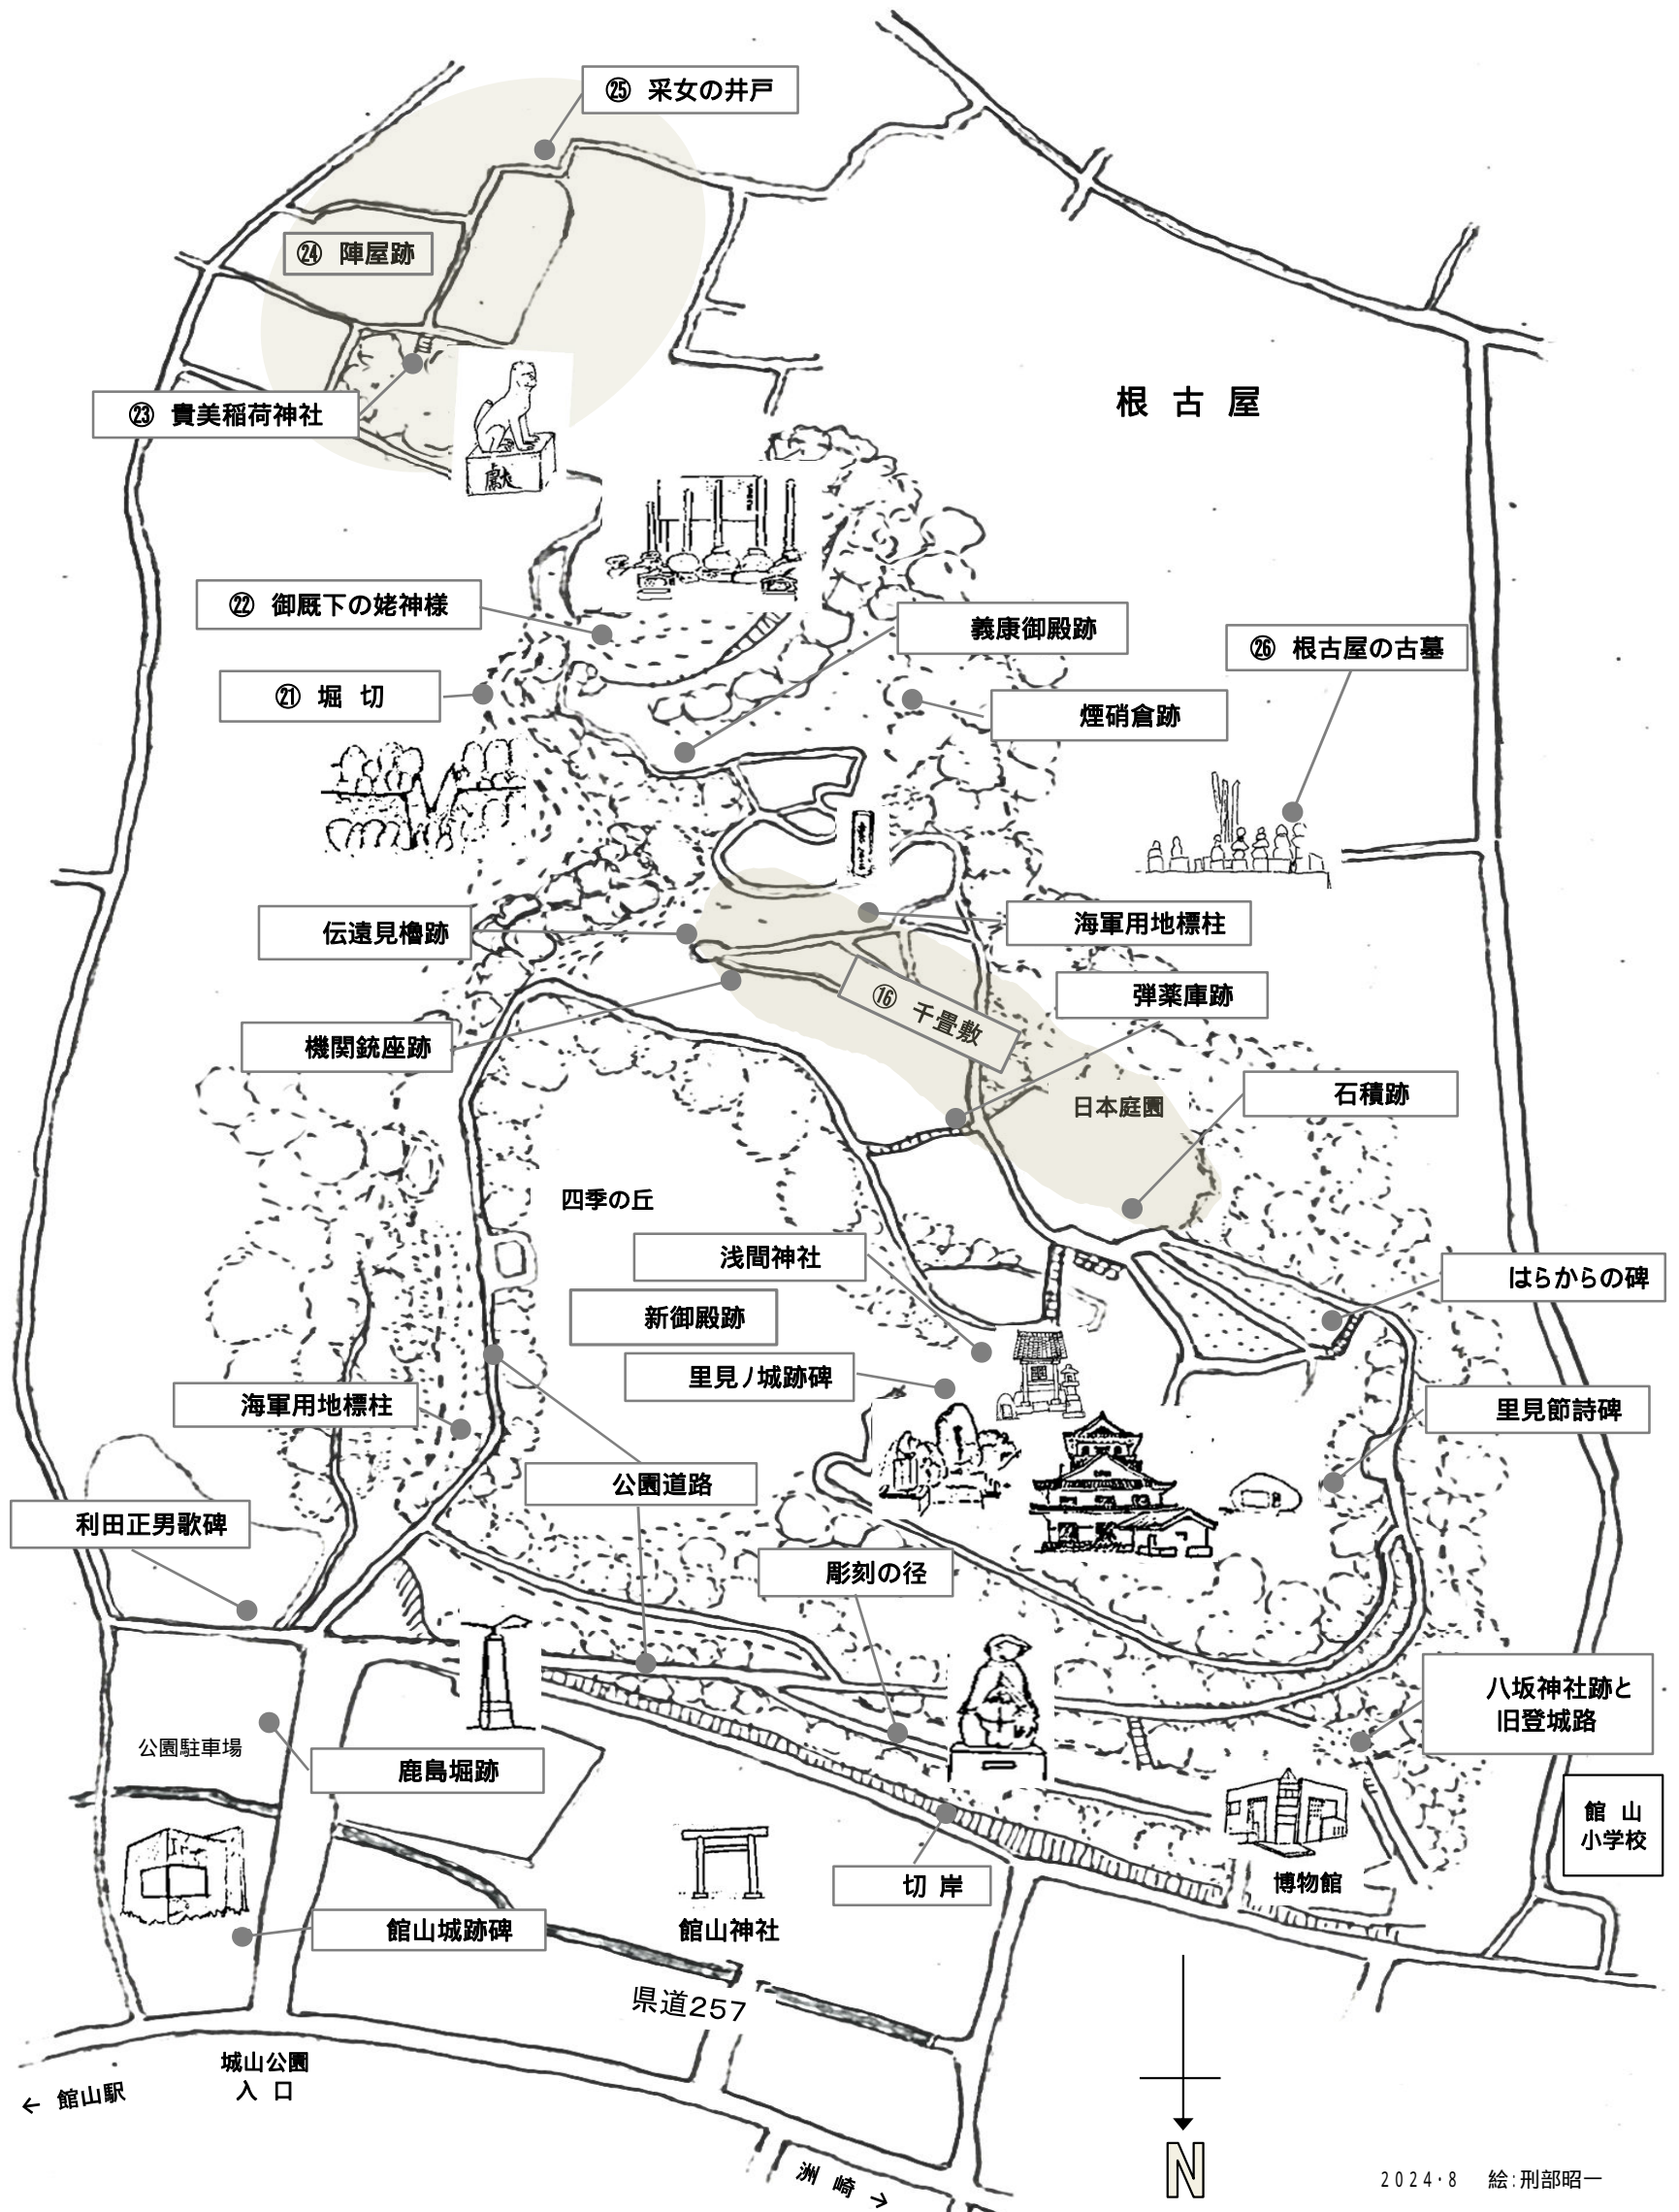 ㉕ 采女の井戸
㉔ 陣屋跡
根古屋
㉓ 貴美稲荷神社
献
㉒ 御厩下の姥神様
義康御殿跡
㉖ 根古屋の古墓
㉑ 堀切
煙硝倉跡
伝遠見櫓跡
海軍用地標柱
弾薬庫跡
⑯ 千畳敷
機関銃座跡
石積跡
日本庭園
四季の丘
浅間神社
はらからの碑
新御殿跡
里見ノ城跡碑
海軍用地標柱
里見節詩碑
公園道路
利田正男歌碑
彫刻の径
八坂神社跡と
旧登城路
公園駐車場
鹿島堀跡
館山
小学校
切岸
博物館
館山城跡碑
館山神社
県道257
城山公園
入口
← 館山駅
洲崎 →
N
2024・8 絵:刑部昭一